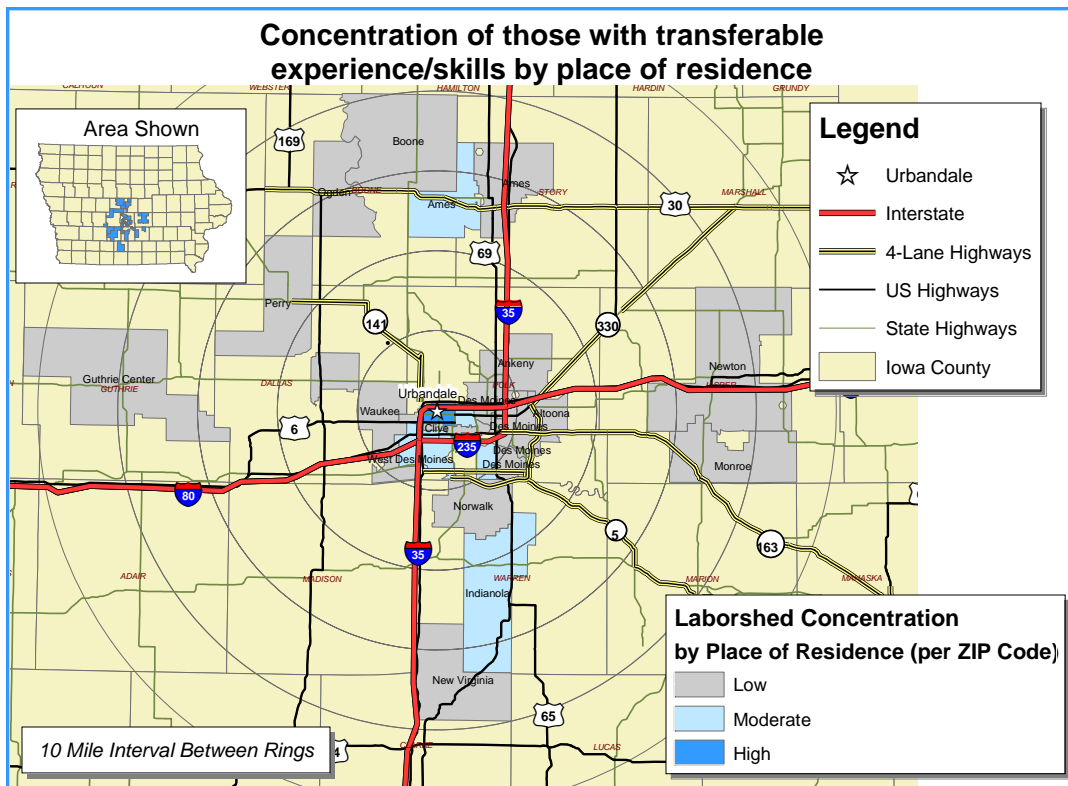 Concentration of those with transferable
experience/skills by place of residence
CALHOUN
WEBSTER
HAMILTON
HARDIN
GRUNDY
Area Shown
Legend
Urbandale
Interstate
4-Lane Highways
US Highways
State Highways
Iowa County
169
Boone
Ogden
BOONE
Ames
Ames
STORY
MARSHALL
30
69
35
Perry
141
330
Guthrie Center
GUTHRIE
DALLAS
Ankeny
Newton
JASPER
POLK
Urbandale
Des Moines
Waukee
Altoona
6
Clive
Des Moines
235
Des Moines
West Des Moines
Des Moines
Monroe
80
Norwalk
5
163
35
ADAIR
MADISON
WARREN
MARION
MAHASKA
Indianola
New Virginia
65
LUCAS
10 Mile Interval Between Rings
4
Laborshed Concentration
by Place of Residence (per ZIP Code)
Low
Moderate
High